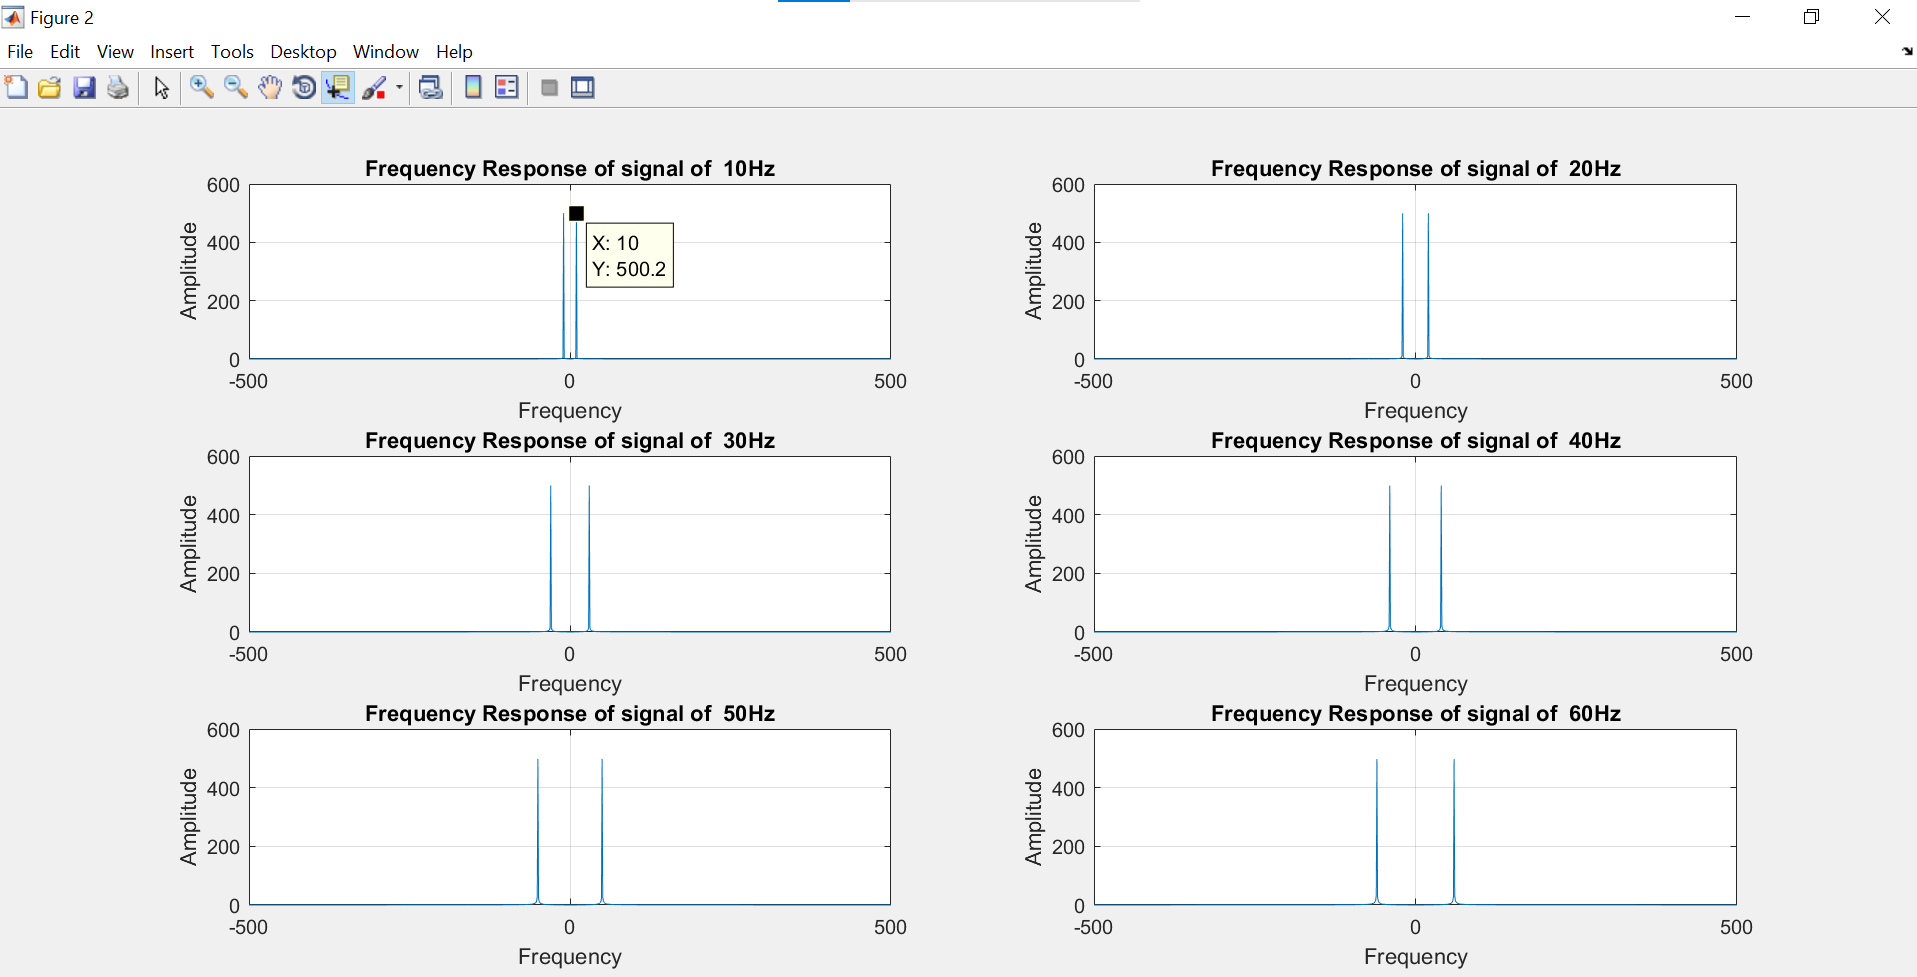 Figure 2
File Edit View Insert Tools Desktop Window Help
Frequency Response of signal of  10Hz
600
400
200
0
Amplitude
X: 10
Y: 500.2
-500 0 500
Frequency
Frequency Response of signal of  20Hz
600
400
200
0
Amplitude
-500 0 500
Frequency
Frequency Response of signal of  30Hz
600
400
200
0
Amplitude
-500 0 500
Frequency
Frequency Response of signal of  40Hz
600
400
200
0
Amplitude
-500 0 500
Frequency
Frequency Response of signal of  50Hz
600
400
200
0
Amplitude
-500 0 500
Frequency
Frequency Response of signal of  60Hz
600
400
200
0
Amplitude
-500 0 500
Frequency